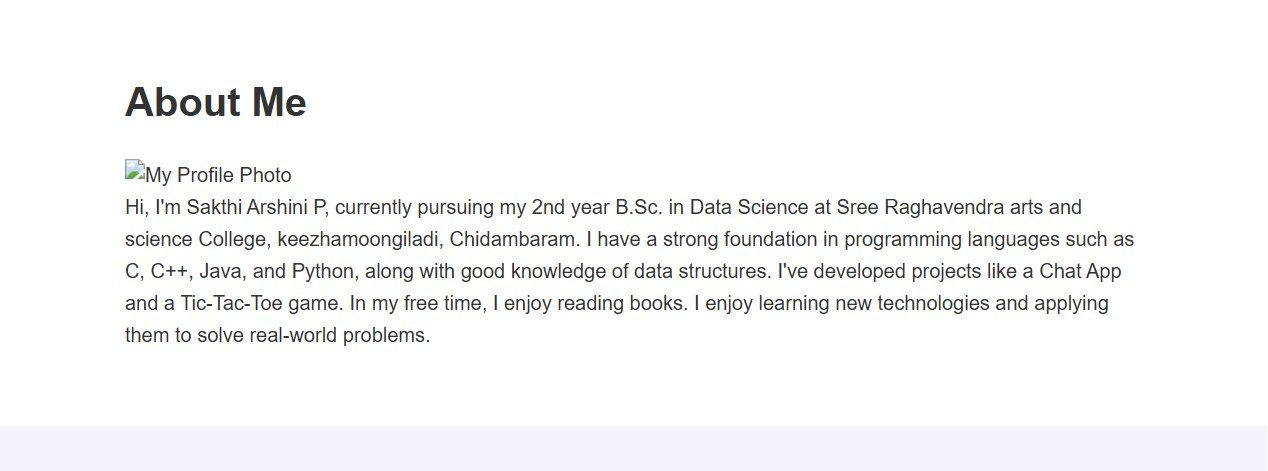 About Me
My Profile Photo
Hi, I'm Sakthi Arshini P, currently pursuing my 2nd year B.Sc. in Data Science at Sree Raghavendra arts and
science College, keezhamoongiladi, Chidambaram. I have a strong foundation in programming languages such as
C, C++, Java, and Python, along with good knowledge of data structures. I've developed projects like a Chat App
and a Tic-Tac-Toe game. In my free time, I enjoy reading books. I enjoy learning new technologies and applying
them to solve real-world problems.